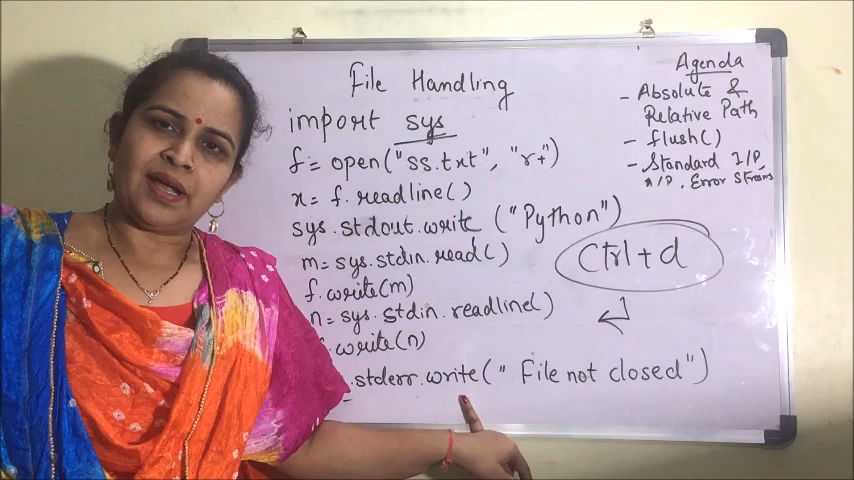 File Handling
import sys
f = open("ss.txt", "r+")
x = f.readline()
sys.stdout.write ("Python")
m= sys.stdin.read()
f.write(m)
n= sys.stdin.readline()
.write(n)
.stderr.write(" File not closed")
Ctrl+d
Agenda
- Absolute &
Relative Path
- flush()
- Standard I/P,
O/P, Error Streams